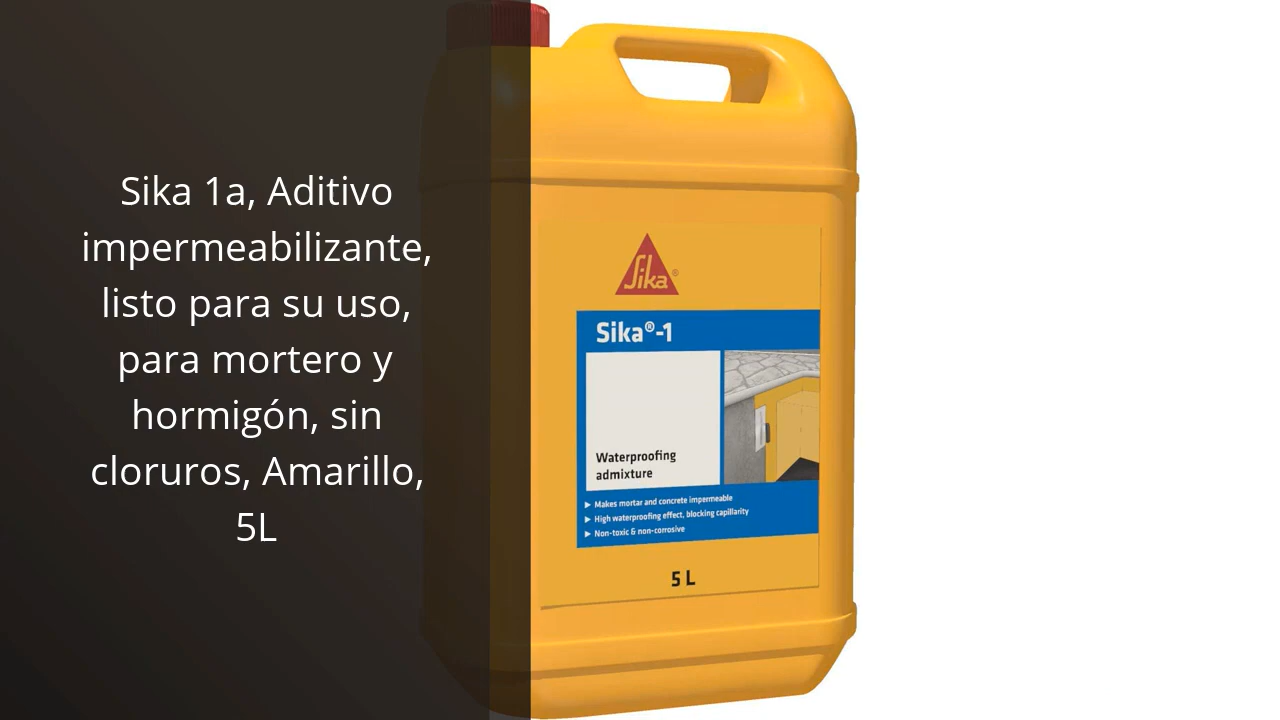 Sika 1a, Aditivo
impermeabilizante,
listo para su uso,
para mortero y
hormigón, sin
cloruros, Amarillo,
5L
Sika®
Sika®-1
Waterproofing
admixture
▶ Makes mortar and concrete impermeable
▶ High waterproofing effect, blocking capillarity
▶ Non-toxic & non-corrosive
5 L